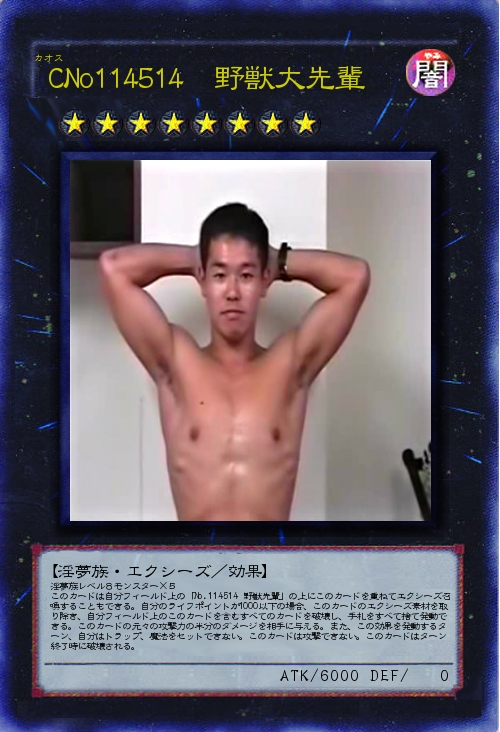 カオス
CNo114514 野獣大先輩
やみ
闇
【淫夢族・エクシーズ/効果】
淫夢族レベル8モンスター×5
このカードは自分フィールド上の「No.114514 野獣先輩」の上にこのカードを重ねてエクシーズ召
喚することもできる。自分のライフポイントが1000以下の場合、このカードのエクシーズ素材を取
り除き、自分フィールド上のこのカードを含むすべてのカードを破壊し、手札をすべて捨て発動で
きる。このカードの元々の攻撃力の半分のダメージを相手に与える。また、この効果を発動するタ
ーン、自分はトラップ、魔法をセットできない。このカードは攻撃できない。このカードはターン
終了時に破壊される。
ATK/6000 DEF/ 0